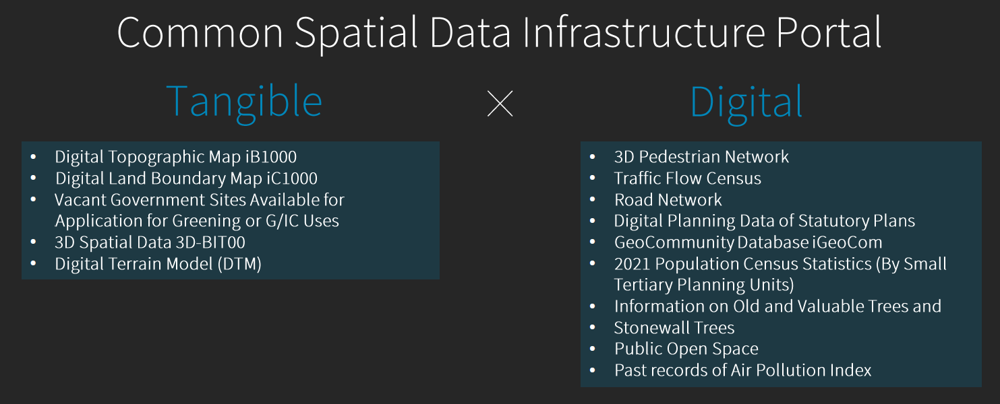 Common Spatial Data Infrastructure Portal
Tangible
Digital
• Digital Topographic Map iB1000
• Digital Land Boundary Map iC1000
• Vacant Government Sites Available for
Application for Greening or G/IC Uses
• 3D Spatial Data 3D-BIT00
• Digital Terrain Model (DTM)
• 3D Pedestrian Network
• Traffic Flow Census
• Road Network
• Digital Planning Data of Statutory Plans
• GeoCommunity Database iGeoCom
• 2021 Population Census Statistics (By Small
Tertiary Planning Units)
• Information on Old and Valuable Trees and
• Stonewall Trees
• Public Open Space
• Past records of Air Pollution Index